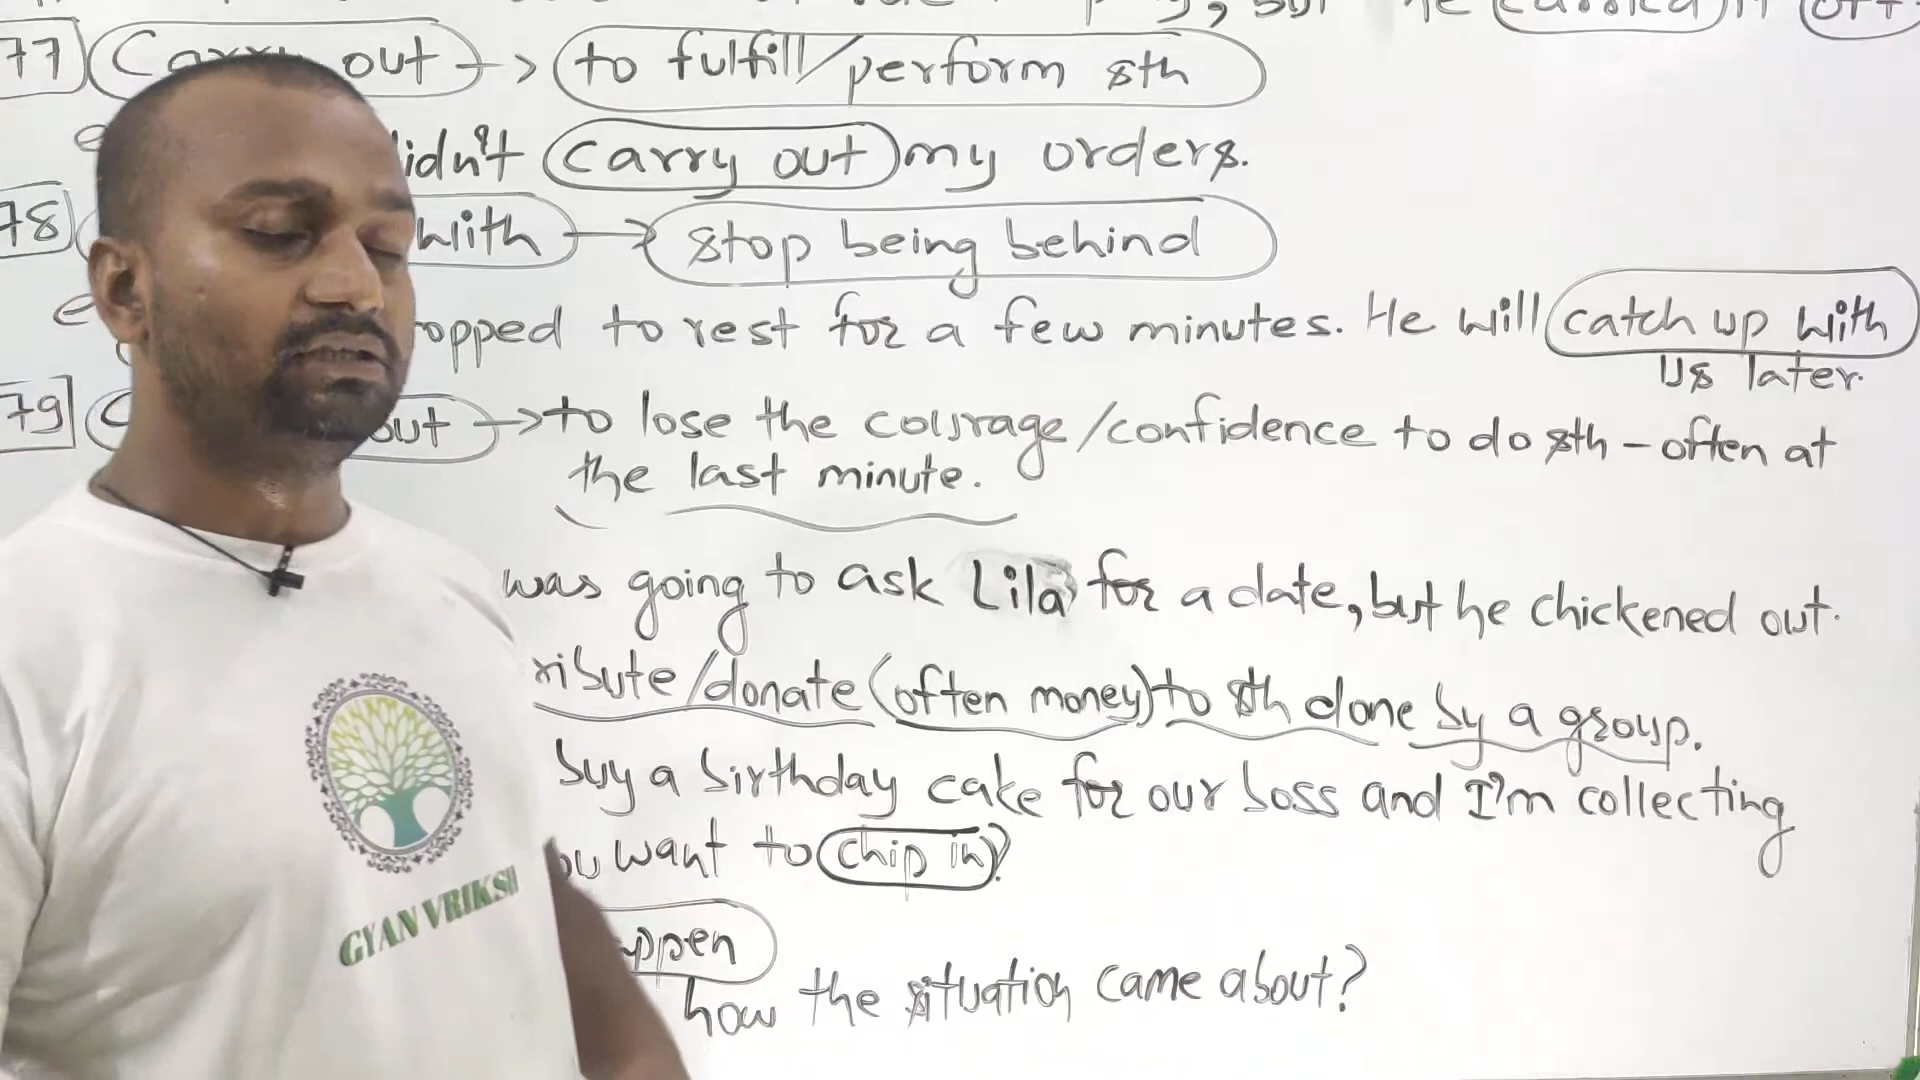 he carried it off
77 Carry out → to fulfill/perform sth
didn't carry out my orders.
78 with → stop being behind
to rest for a few minutes. He will catch up with
us later.
79 out → to lose the courage/confidence to do sth - often at
the last minute.
was going to ask Lila for a date, but he chickened out.
/donate (often money) to sth done by a group.
buy a birthday cake for our boss and I'm collecting
want to chip in?
how the situation came about?
GYAN VRIKSH